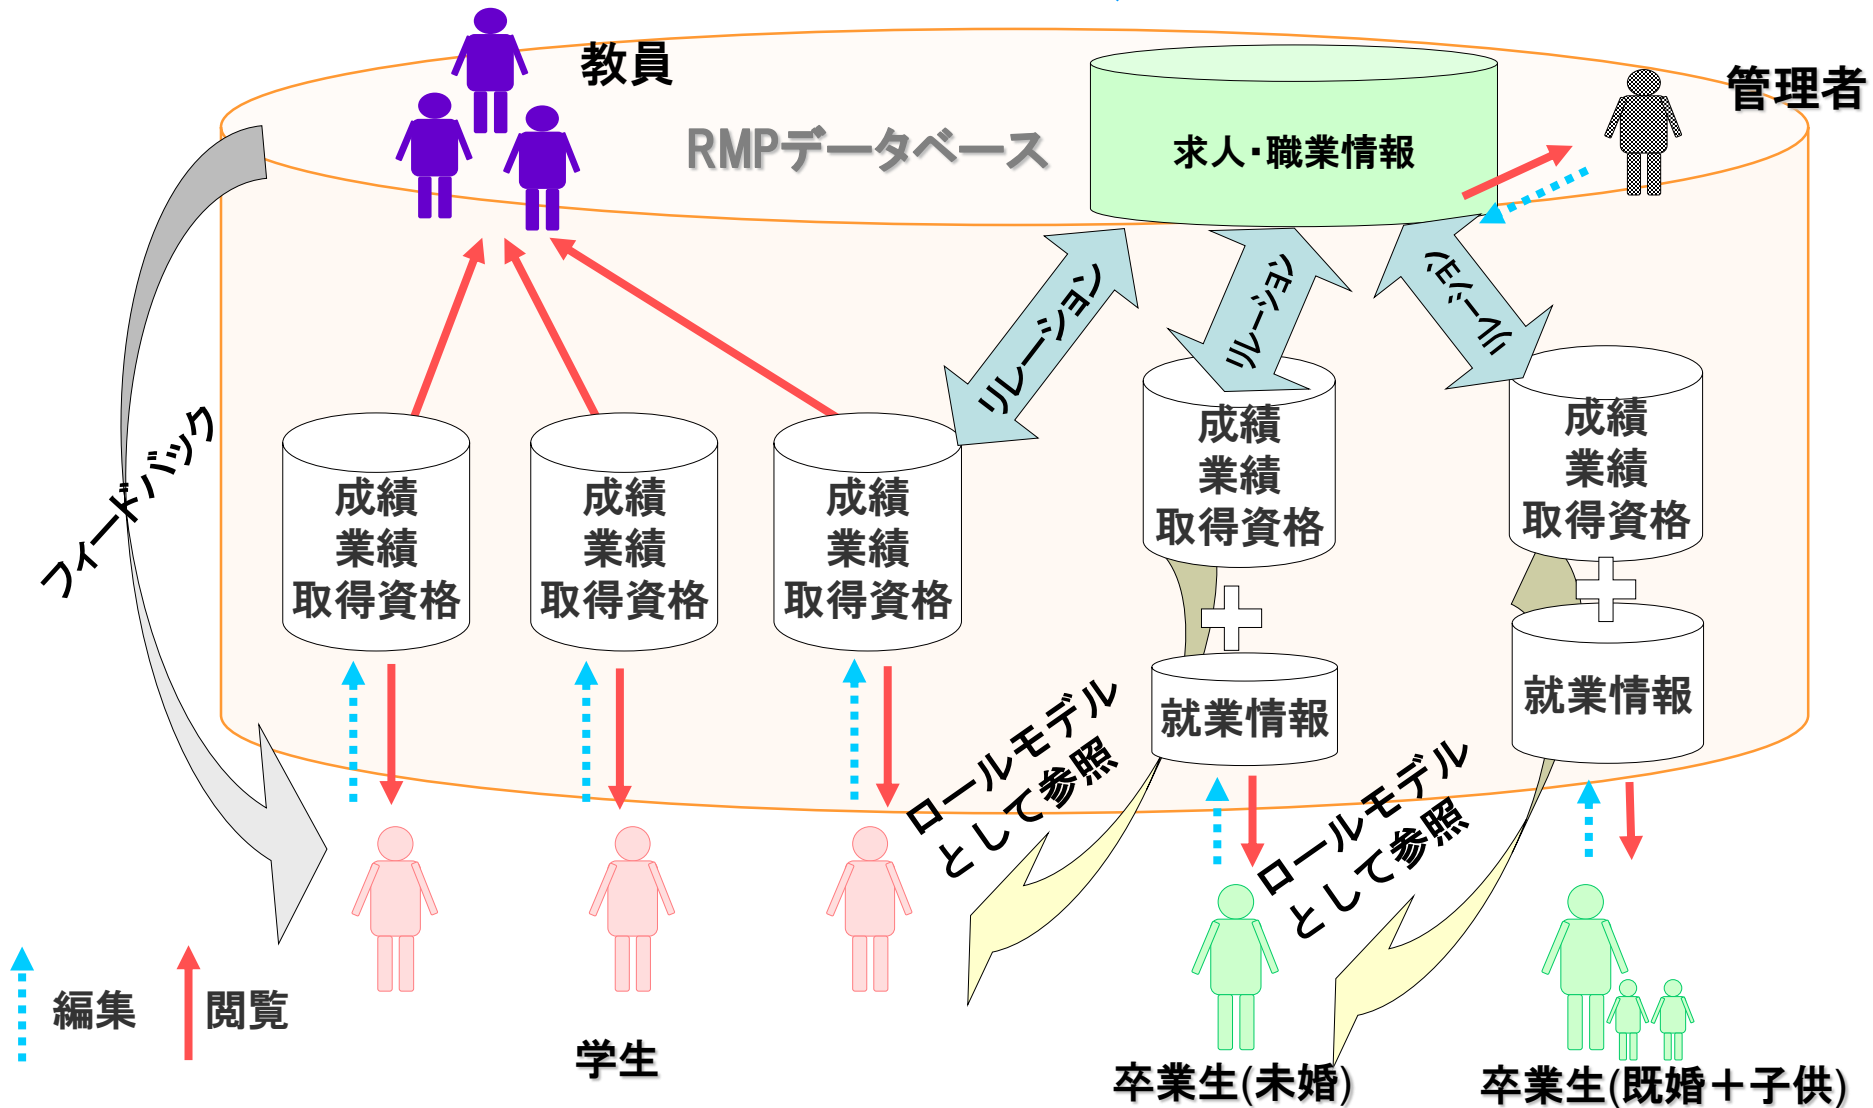 教員
管理者
RMPデータベース
求人・職業情報
リレーション
リレーション
リレーション
フィードバック
成績
業績
取得資格
成績
業績
取得資格
成績
業績
取得資格
成績
業績
取得資格
成績
業績
取得資格
就業情報
就業情報
ロールモデル
として参照
ロールモデル
として参照
編集
閲覧
学生
卒業生(未婚)
卒業生(既婚＋子供)